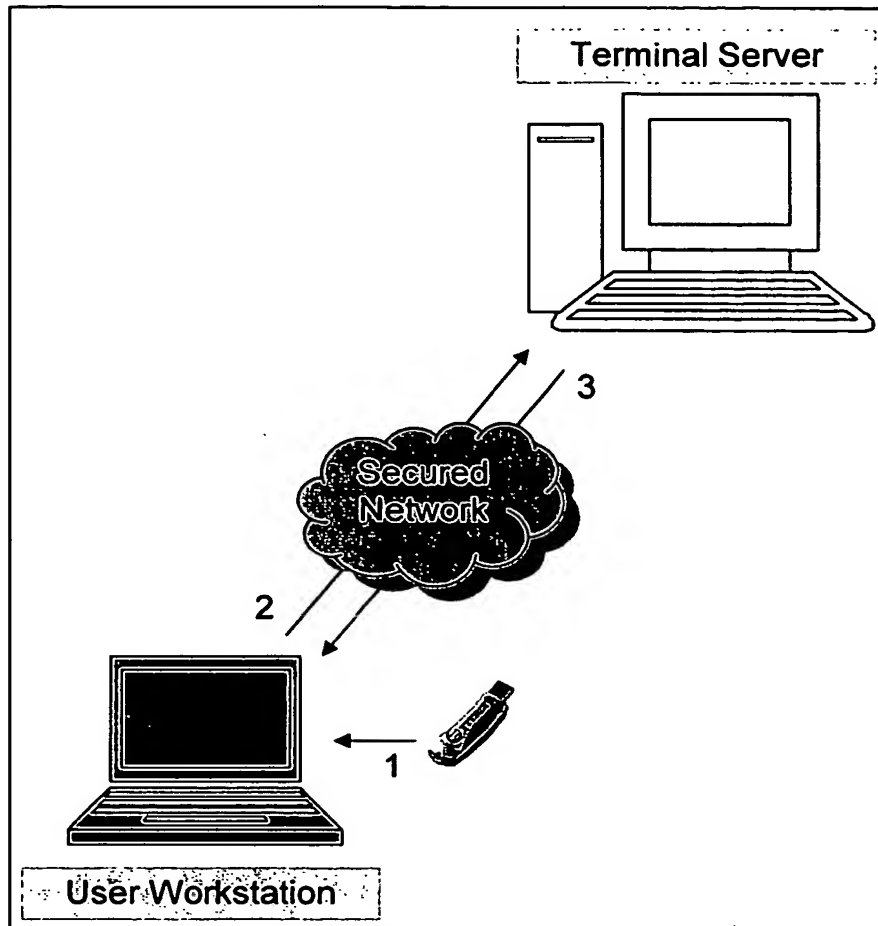 Terminal Server
3
Secured
Network
2
1
User Workstation